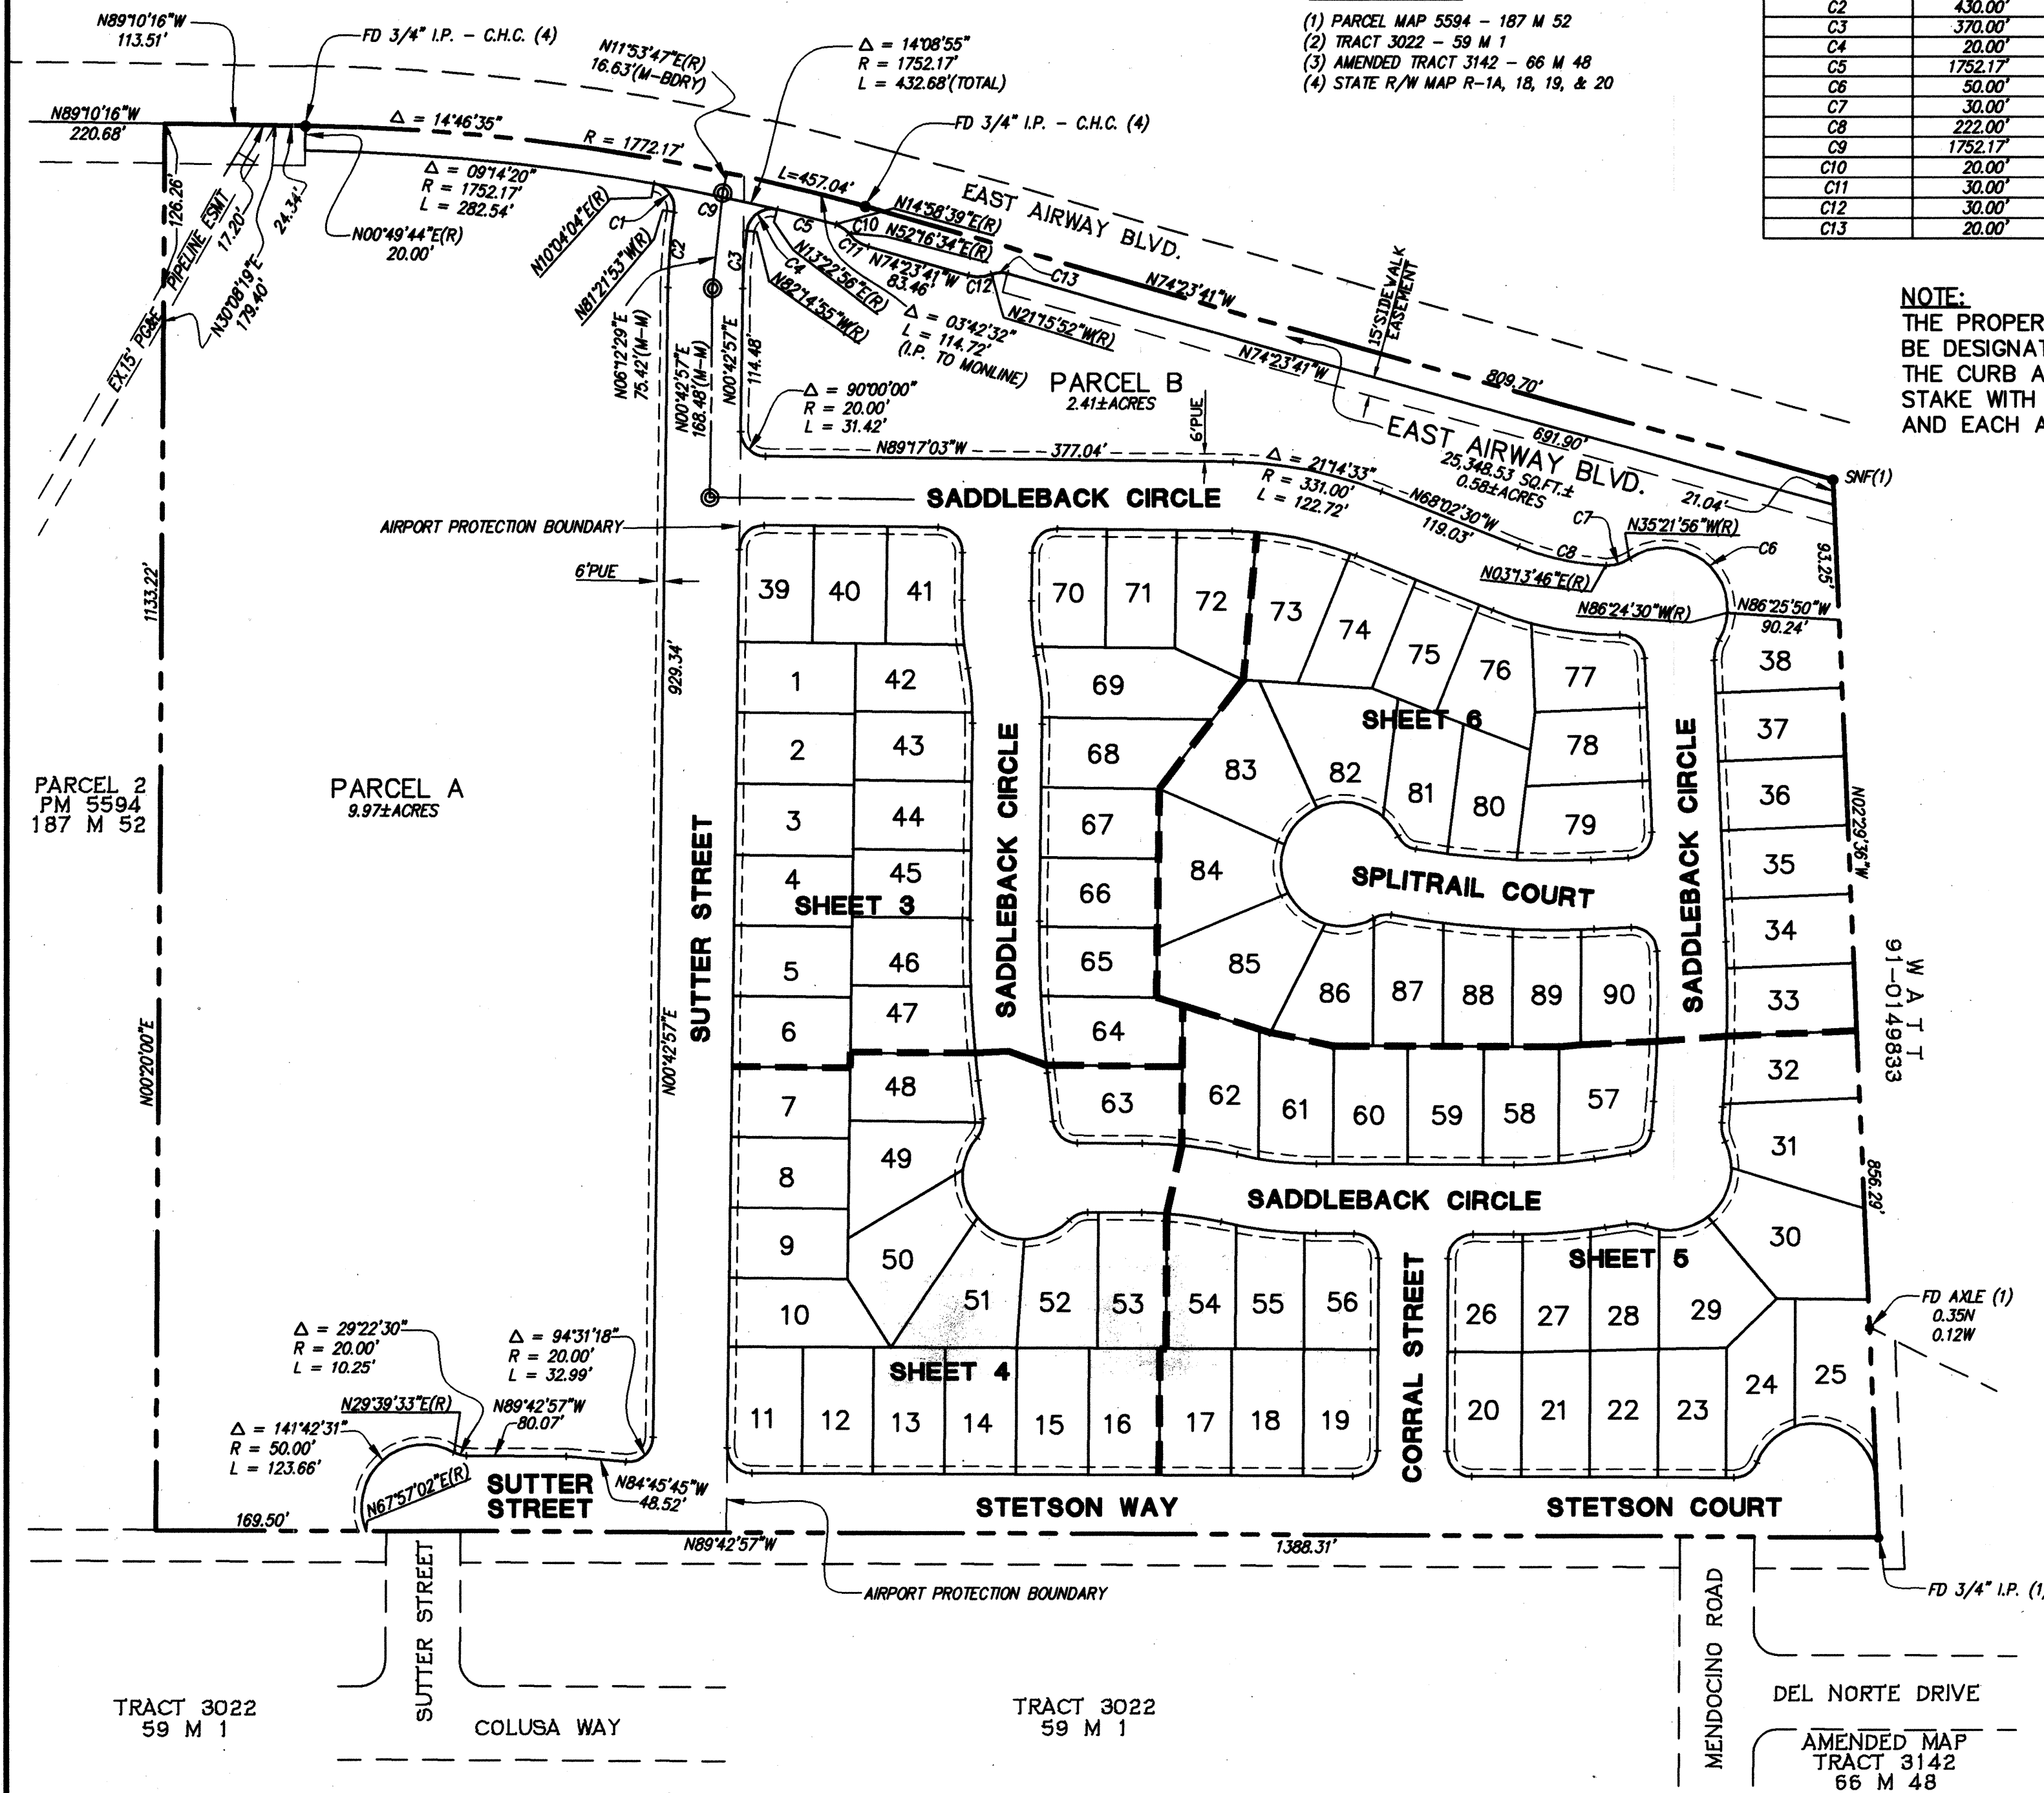 N89°10'16"W
113.51'
FD 3/4" I.P. - C.H.C. (4)
N11°53'47"E(R)
16.63'(M-BDRY)
Δ = 14°08'55"
R = 1752.17'
L = 432.68'(TOTAL)
(1) PARCEL MAP 5594 - 187 M 52
(2) TRACT 3022 - 59 M 1
(3) AMENDED TRACT 3142 - 66 M 48
(4) STATE R/W MAP R-1A, 18, 19, & 20
C2 430.00'
C3 370.00'
C4 20.00'
C5 1752.17'
C6 50.00'
C7 30.00'
C8 222.00'
C9 1752.17'
C10 20.00'
C11 30.00'
C12 30.00'
C13 20.00'
NOTE:
THE PROPER
BE DESIGNAT
THE CURB A
STAKE WITH
AND EACH A
N89°10'16"W
220.68'
Δ = 14°46'35"
R = 1772.17'
L=457.04'
FD 3/4" I.P. - C.H.C. (4)
EAST AIRWAY BLVD.
Δ = 09°14'20"
R = 1752.17'
L = 282.54'
N00°49'44"E(R)
20.00'
126.26'
17.20'
24.34'
EX.15' PG&E PIPELINE ESMT
N30°08'19"E
179.40'
N10°04'04"E(R)
C1
N81°21'53"W(R)
C2
C9
C3
C5
C4
C10
C11
N14°58'39"E(R)
N52°16'34"E(R)
N74°23'41"W
83.46'
C12
C13
N13°22'56"E(R)
N82°14'55"W(R)
Δ = 03°42'32"
L = 114.72'
(I.P. TO MONLINE)
N21°15'52"W(R)
N74°23'41"W
15'SIDEWALK
EASEMENT
N74°23'41"W
809.70'
N06°12'29"E
75.42'(M-M)
N00°42'57"E
168.48'(M-M)
N00°42'57"E
114.48'
PARCEL B
2.41±ACRES
Δ = 90°00'00"
R = 20.00'
L = 31.42'
6'PUE
N89°17'03"W
377.04'
Δ = 21°14'33"
R = 331.00'
L = 122.72'
EAST AIRWAY BLVD.
25,348.53 SQ.FT.±
0.58±ACRES
691.90'
21.04'
SNF(1)
N68°02'30"W
119.03'
C7
C8
N35°21'56"W(R)
C6
N03°13'46"E(R)
N86°24'30"W(R)
93.25'
N86°25'50"W
90.24'
SADDLEBACK CIRCLE
AIRPORT PROTECTION BOUNDARY
6'PUE
929.34'
1133.22'
39 40 41
70 71 72 73 74 75 76 77
38
1 42
69
SHEET 6
37
2 43
68
83 82 81 80 78
36
PARCEL 2
PM 5594
187 M 52
PARCEL A
9.97±ACRES
SUTTER STREET
SADDLEBACK CIRCLE
SADDLEBACK CIRCLE
N02°29'36"W
3 44
67
79
4 45
SHEET 3
66
84
SPLITRAIL COURT
35
34
5 46
65
85 86 87 88 89 90
33
6 47
64
W A T T
91-0149833
N00°20'00"E
N00°42'57"E
7 48
63 62 61 60 59 58 57
32
8 49
31
856.29'
SADDLEBACK CIRCLE
9 50
30
SHEET 5
10 51 52 53 54 55 56
CORRAL STREET
26 27 28 29
FD AXLE (1)
0.35N
0.12W
SHEET 4
11 12 13 14 15 16 17 18 19
20 21 22 23 24 25
Δ = 29°22'30"
R = 20.00'
L = 10.25'
Δ = 94°31'18"
R = 20.00'
L = 32.99'
N29°39'33"E(R)
N89°42'57"W
80.07'
Δ = 141°42'31"
R = 50.00'
L = 123.66'
N67°57'02"E(R)
SUTTER
STREET
N84°45'45"W
48.52'
STETSON WAY
STETSON COURT
169.50'
N89°42'57"W
1388.31'
AIRPORT PROTECTION BOUNDARY
FD 3/4" I.P. (1)
SUTTER STREET
MENDOCINO ROAD
TRACT 3022
59 M 1
COLUSA WAY
TRACT 3022
59 M 1
DEL NORTE DRIVE
AMENDED MAP
TRACT 3142
66 M 48